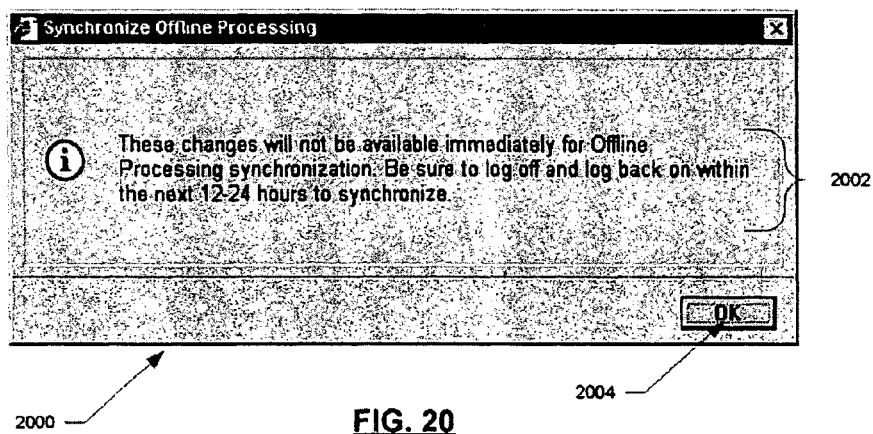 Synchronize Offline Processing
These changes will not be available immediately for Offline
Processing synchronization. Be sure to log off and log back on within
the next 12-24 hours to synchronize.
2002
OK
2004
2000
FIG. 20